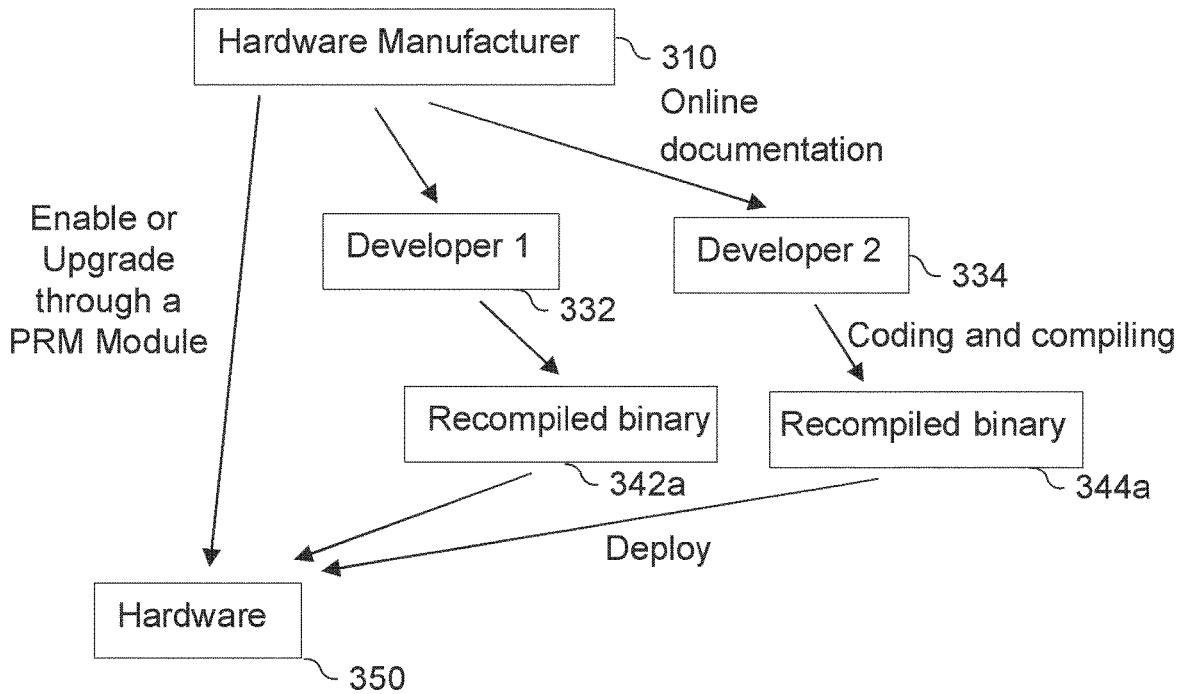 Hardware Manufacturer
310
Online
documentation
Enable or
Upgrade
through a
PRM Module
Developer 1
332
Developer 2
334
Coding and compiling
Recompiled binary
342a
Recompiled binary
344a
Deploy
Hardware
350